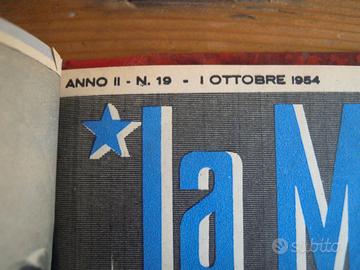 ANNO II - N. 19 - 1 OTTOBRE 1954
la M
subito